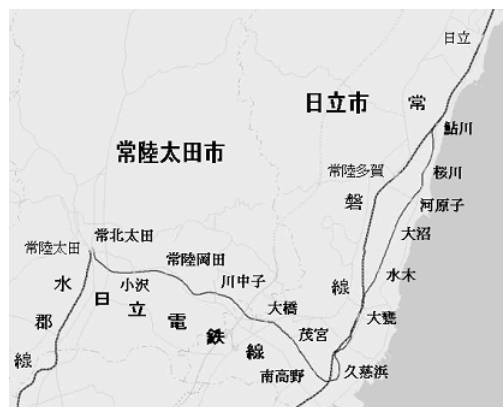 日立
日立市
常磐線
鮎川
常陸太田市
常陸多賀
桜川
河原子
大沼
常北太田
常陸太田
常陸岡田
水木
小沢
川中子
水郡線
日立電鉄線
大橋
大甕
茂宮
南高野
久慈浜